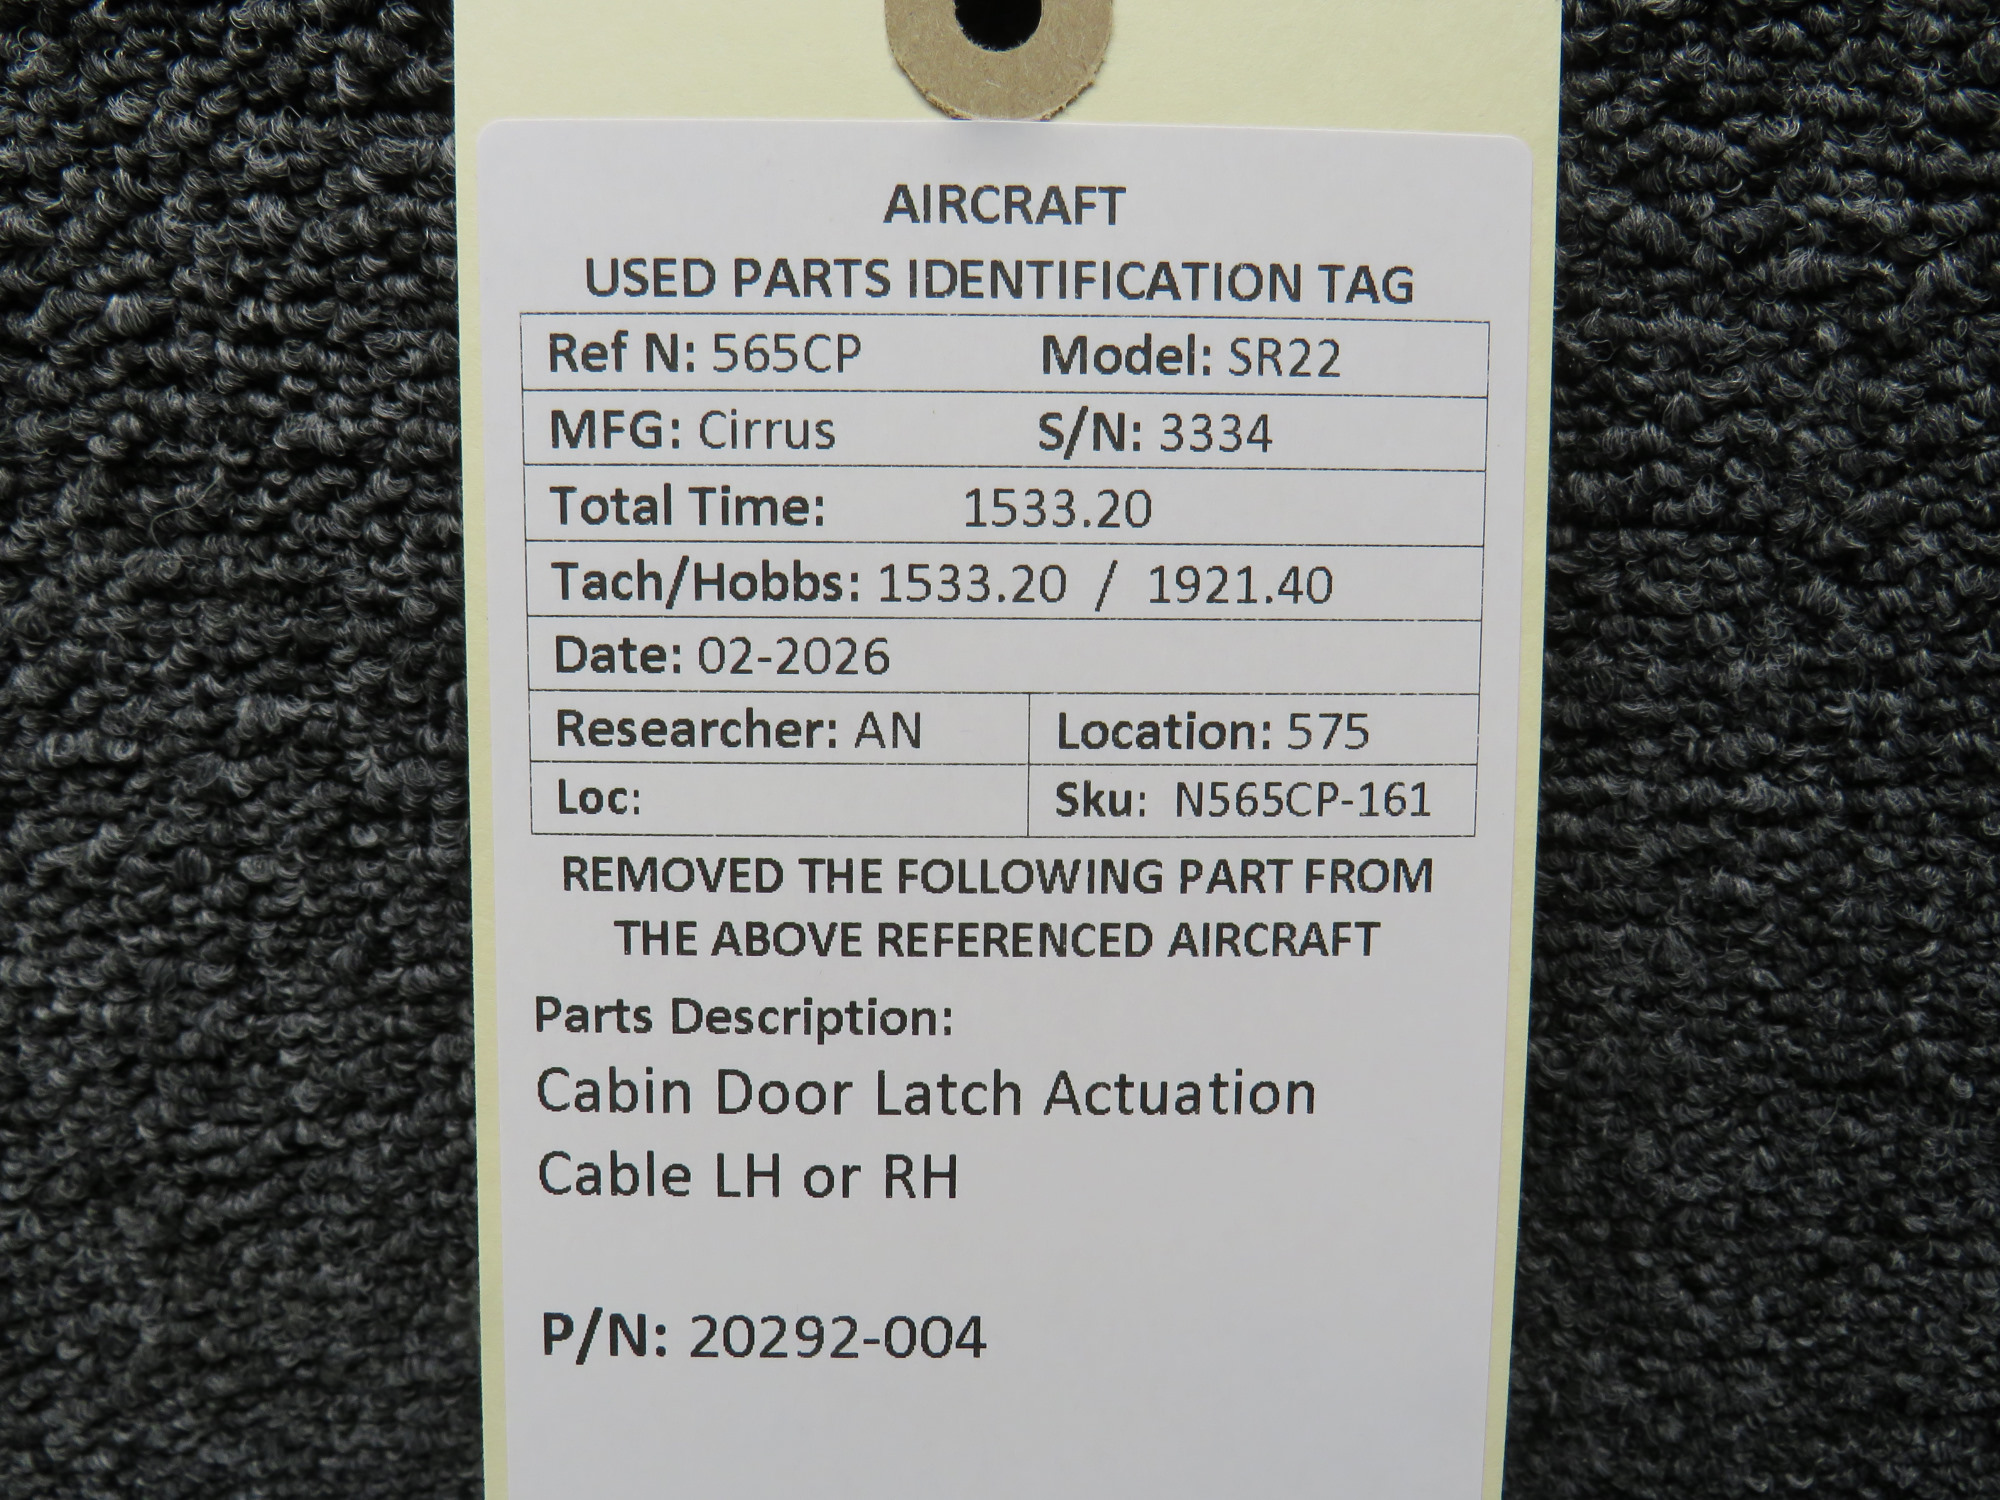 AIRCRAFT
USED PARTS IDENTIFICATION TAG
Ref N: 565CP Model: SR22
MFG: Cirrus S/N: 3334
Total Time: 1533.20
Tach/Hobbs: 1533.20 / 1921.40
Date: 02-2026
Researcher: AN Location: 575
Loc: Sku: N565CP-161
REMOVED THE FOLLOWING PART FROM
THE ABOVE REFERENCED AIRCRAFT
Parts Description:
Cabin Door Latch Actuation
Cable LH or RH
P/N: 20292-004